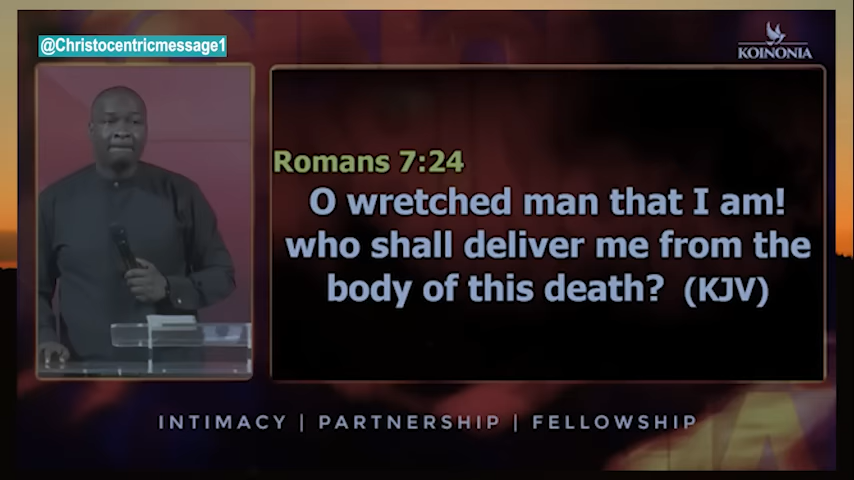 @Christocentricmessage1
KOINONIA
Romans 7:24
O wretched man that I am!
who shall deliver me from the
body of this death? (KJV)
INTIMACY | PARTNERSHIP | FELLOWSHIP